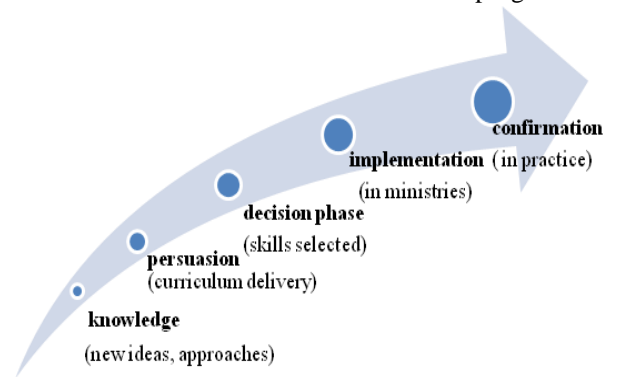 confirmation
implementation (in practice)
(in ministries)
decision phase
(skills selected)
persuasion
(curriculum delivery)
knowledge
(new ideas, approaches)